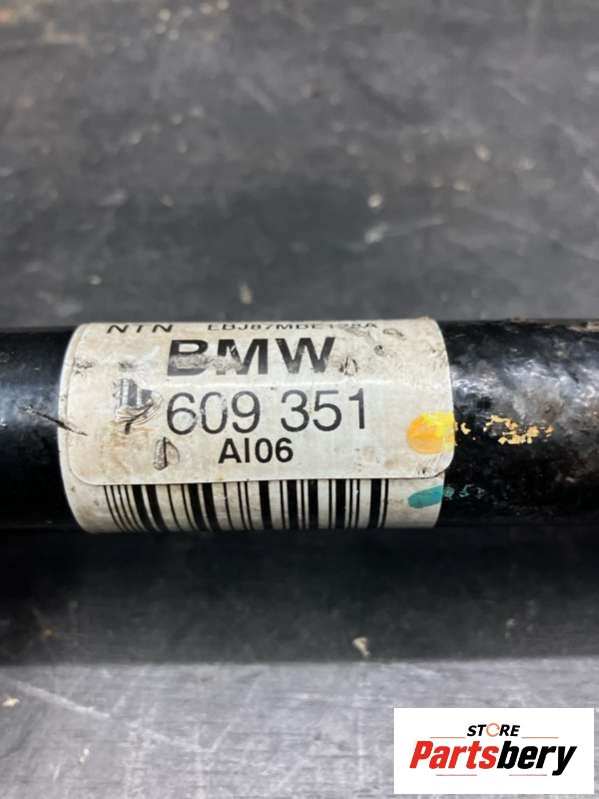 NTN
BMW
609 351
AI06
STORE
Partsbery